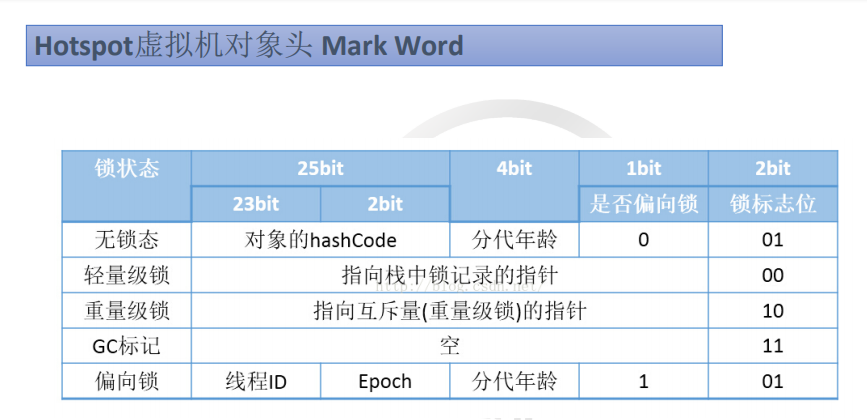 Hotspot虚拟机对象头 Mark Word
锁状态 25bit 4bit 1bit 2bit
23bit 2bit 是否偏向锁 锁标志位
无锁态 对象的hashCode 分代年龄 0 01
轻量级锁 指向栈中锁记录的指针 00
重量级锁 指向互斥量(重量级锁)的指针 10
GC标记 空 11
偏向锁 线程ID Epoch 分代年龄 1 01